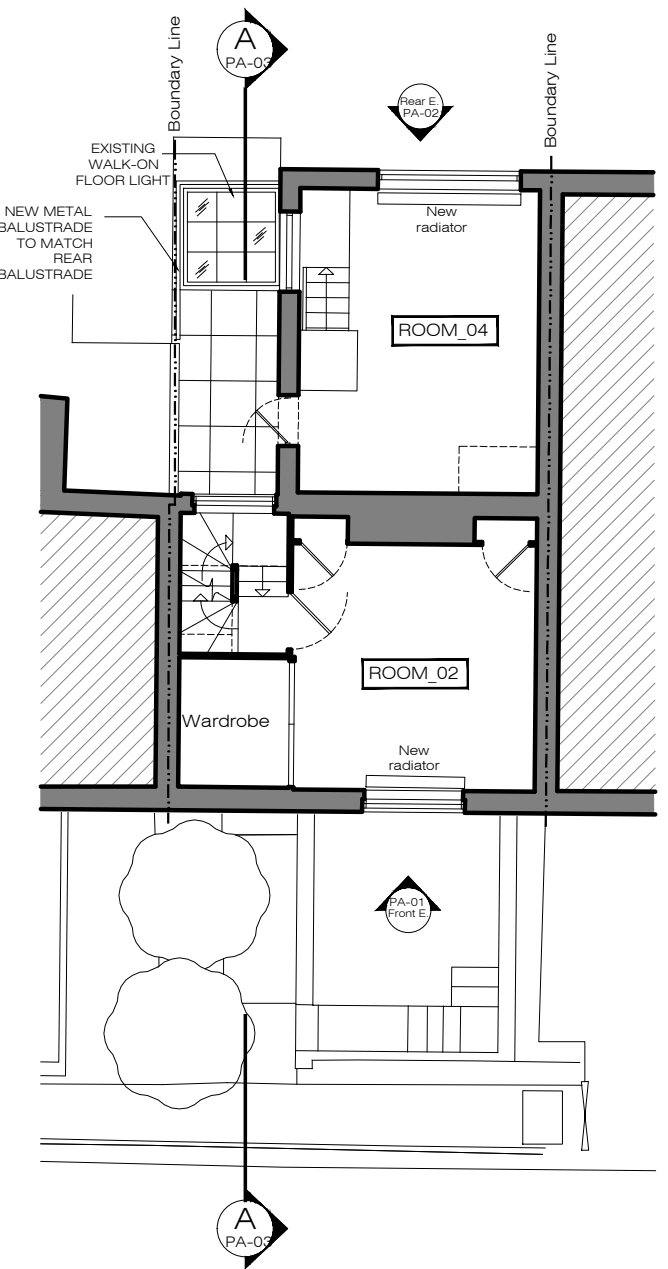 A
PA-03
Boundary Line
Boundary Line
Rear E.
PA-02
EXISTING
WALK-ON
FLOOR LIGHT
NEW METAL
BALUSTRADE
TO MATCH
REAR
BALUSTRADE
New
radiator
ROOM_04
ROOM_02
Wardrobe
New
radiator
PA-01
Front E.
A
PA-03